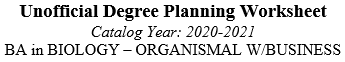 Unofficial Degree Planning Worksheet
Catalog Year: 2020-2021
BA in BIOLOGY – ORGANISMAL W/BUSINESS